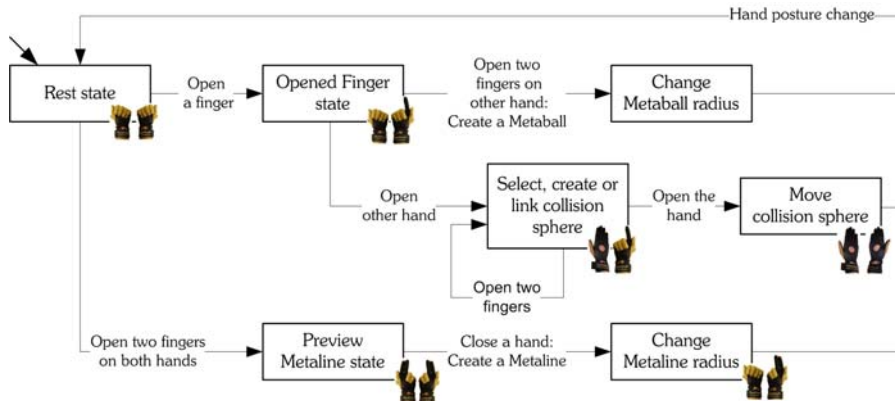 Hand posture change
Rest state
Open
a finger
Opened Finger
state
Open two
fingers on
other hand:
Create a Metaball
Change
Metaball radius
Open
other hand
Select, create or
link collision
sphere
Open the
hand
Move
collision sphere
Open two
fingers
Open two fingers
on both hands
Preview
Metaline state
Close a hand:
Create a Metaline
Change
Metaline radius